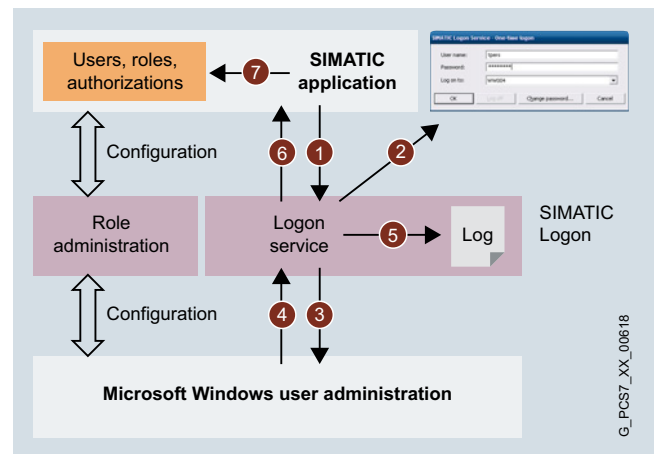 Users, roles,
authorizations
7
SIMATIC
application
SIMATIC Logon Service - One-time logon
User name:
Password:
********
Log on to:
OK
Change password...
Cancel
Configuration
6
1
2
Role
administration
Logon
service
5
Log
SIMATIC
Logon
Configuration
4
3
Microsoft Windows user administration
G_PCS7_XX_00618